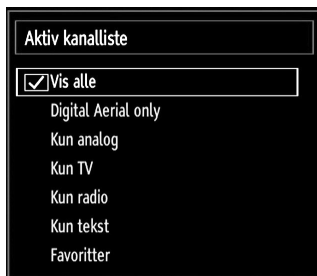 Aktiv kanalliste
Vis alle
Digital Aerial only
Kun analog
Kun TV
Kun radio
Kun tekst
Favoritter